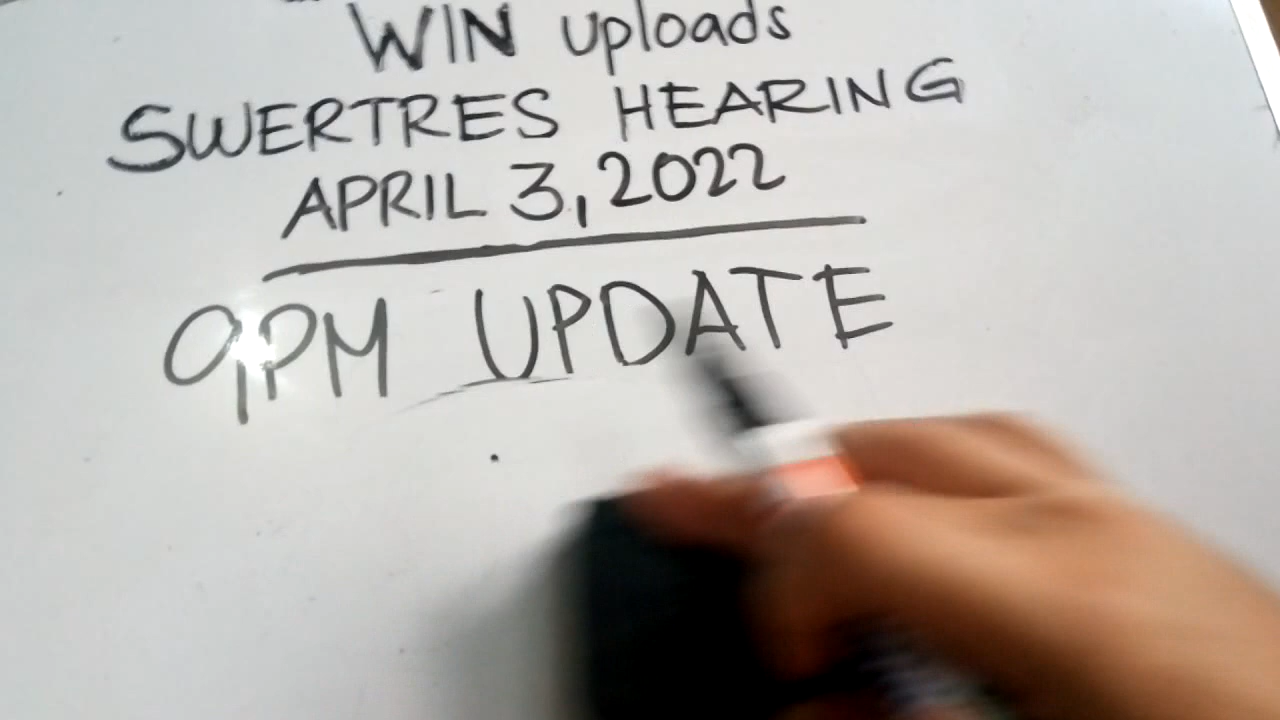 WIN uploads
SWERTRES HEARING
APRIL 3, 2022
9PM UPDATE